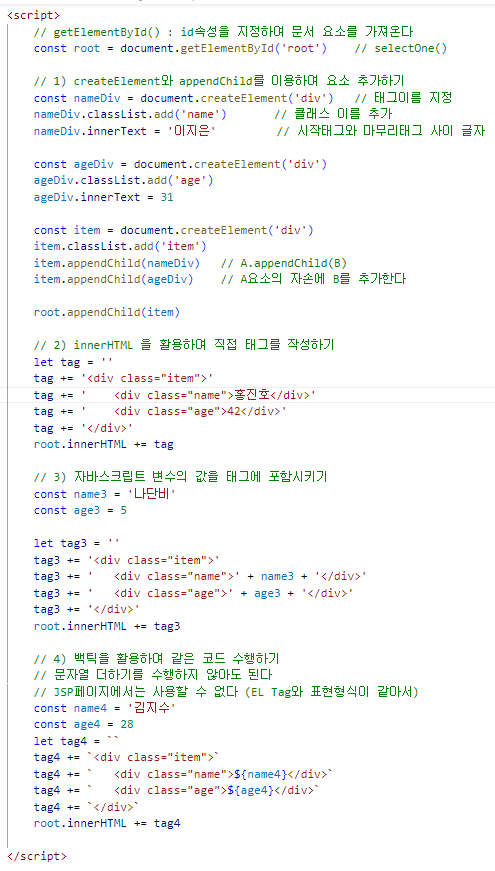 <script>
// getElementById() : id속성을 지정하여 문서 요소를 가져온다
const root = document.getElementById('root')    // selectOne()
// 1) createElement와 appendChild를 이용하여 요소 추가하기
const nameDiv = document.createElement('div')   // 태그이름 지정
nameDiv.classList.add('name')       // 클래스 이름 추가
nameDiv.innerText = '이지은'         // 시작태그와 마무리태그 사이 글자
const ageDiv = document.createElement('div')
ageDiv.classList.add('age')
ageDiv.innerText = 31
const item = document.createElement('div')
item.classList.add('item')
item.appendChild(nameDiv)   // A.appendChild(B)
item.appendChild(ageDiv)    // A요소의 자손에 B를 추가한다
root.appendChild(item)
// 2) innerHTML 을 활용하여 직접 태그를 작성하기
let tag = ''
tag += '<div class="item">'
tag += '    <div class="name">홍진호</div>'
tag += '    <div class="age">42</div>'
tag += '</div>'
root.innerHTML += tag
// 3) 자바스크립트 변수의 값을 태그에 포함시키기
const name3 = '나단비'
const age3 = 5
let tag3 = ''
tag3 += '<div class="item">'
tag3 += '   <div class="name">' + name3 + '</div>'
tag3 += '   <div class="age">' + age3 + '</div>'
tag3 += '</div>'
root.innerHTML += tag3
// 4) 백틱을 활용하여 같은 코드 수행하기
// 문자열 더하기를 수행하지 않아도 된다
// JSP페이지에서는 사용할 수 없다 (EL Tag와 표현형식이 같아서)
const name4 = '김지수'
const age4 = 28
let tag4 = ``
tag4 += `<div class="item">`
tag4 += `   <div class="name">${name4}</div>`
tag4 += `   <div class="age">${age4}</div>`
tag4 += `</div>`
root.innerHTML += tag4
</script>